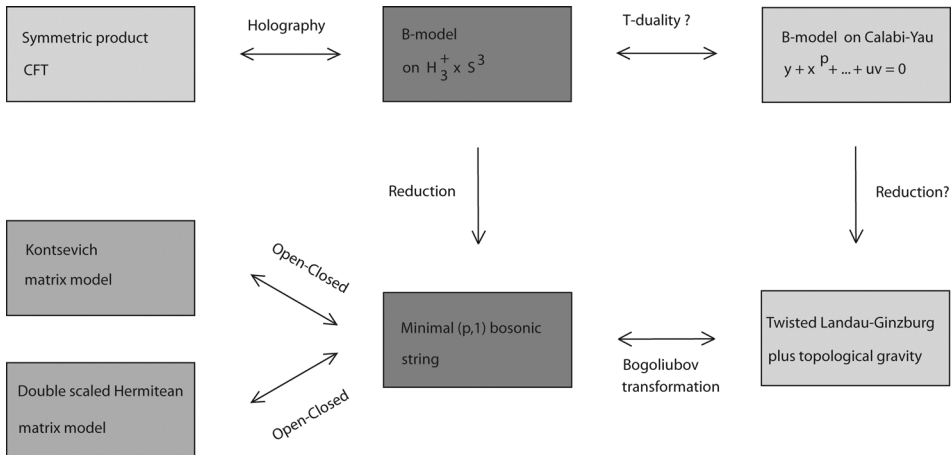 Symmetric product
CFT
Holography
B-model
on H₃⁺ x S³
T-duality ?
B-model on Calabi-Yau
y + x^p + ... + uv = 0
Reduction
Reduction?
Kontsevich
matrix model
Open-Closed
Minimal (p,1) bosonic
string
Bogoliubov
transformation
Twisted Landau-Ginzburg
plus topological gravity
Double scaled Hermitean
matrix model
Open-Closed